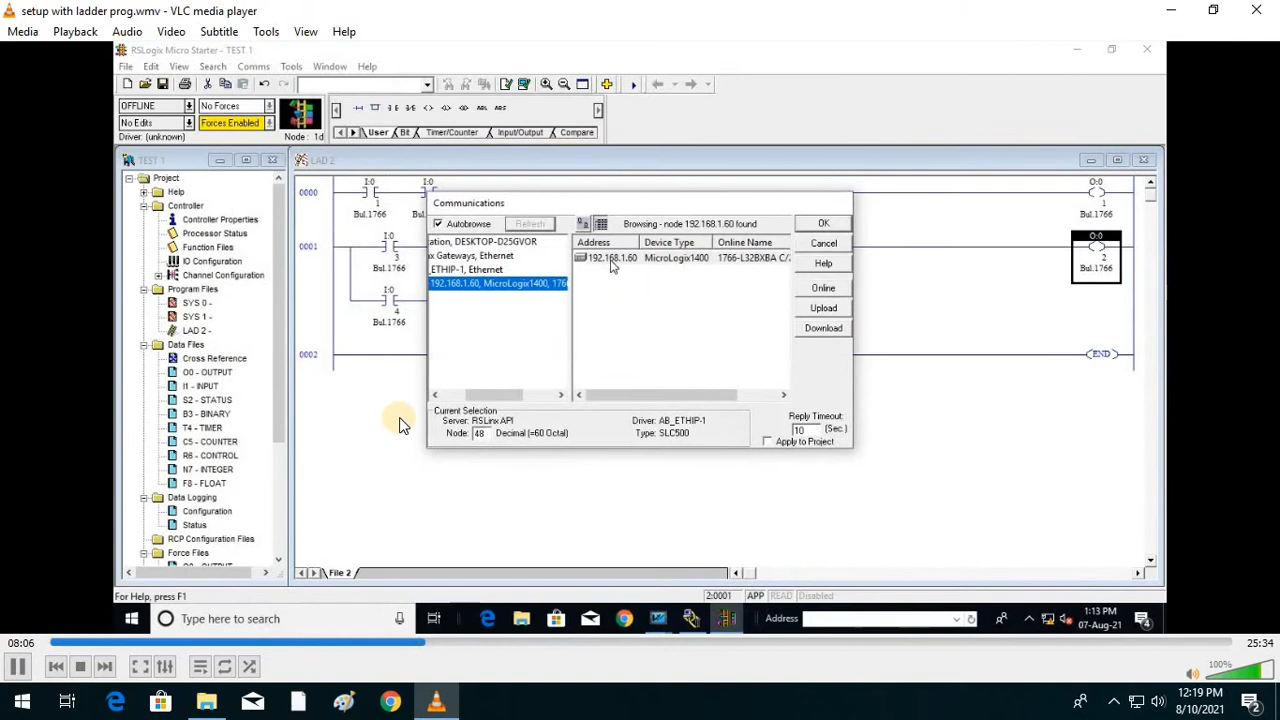 setup with ladder prog.wmv - VLC media player
Media Playback Audio Video Subtitle Tools View Help
RSLogix Micro Starter - TEST 1
File Edit View Search Comms Tools Window Help
OFFLINE No Forces
No Edits Forces Enabled
Driver: (unknown) Node : 1d
User Bit Timer/Counter Input/Output Compare
TEST 1
Project
Help
Controller
Controller Properties
Processor Status
Function Files
IO Configuration
Channel Configuration
Program Files
SYS 0 -
SYS 1 -
LAD 2 -
Data Files
Cross Reference
O0 - OUTPUT
I1 - INPUT
S2 - STATUS
B3 - BINARY
T4 - TIMER
C5 - COUNTER
R6 - CONTROL
N7 - INTEGER
F8 - FLOAT
Data Logging
Configuration
Status
RCP Configuration Files
Force Files
LAD 2
0000
I:0
1
Bul.1766
I:0
O:0
1
Bul.1766
0001
I:0
3
Bul.1766
O:0
2
Bul.1766
I:0
4
Bul.1766
0002
END
Communications
Autobrowse Refresh Browsing - node 192.168.1.60 found
ation, DESKTOP-D25GVOR
x Gateways, Ethernet
_ETHIP-1, Ethernet
192.168.1.60, MicroLogix1400, 176
Address Device Type Online Name
192.168.1.60 MicroLogix1400 1766-L32BXBA C/
OK
Cancel
Help
Online
Upload
Download
Current Selection
Server: RSLinx API
Node: 48 Decimal (=60 Octal)
Driver: AB_ETHIP-1
Type: SLC500
Reply Timeout:
10 (Sec.)
Apply to Project
File 2
For Help, press F1
2:0001 APP READ Disabled
Type here to search
Address
1:13 PM
07-Aug-21
4
08:06
25:34
100%
12:19 PM
8/10/2021
2